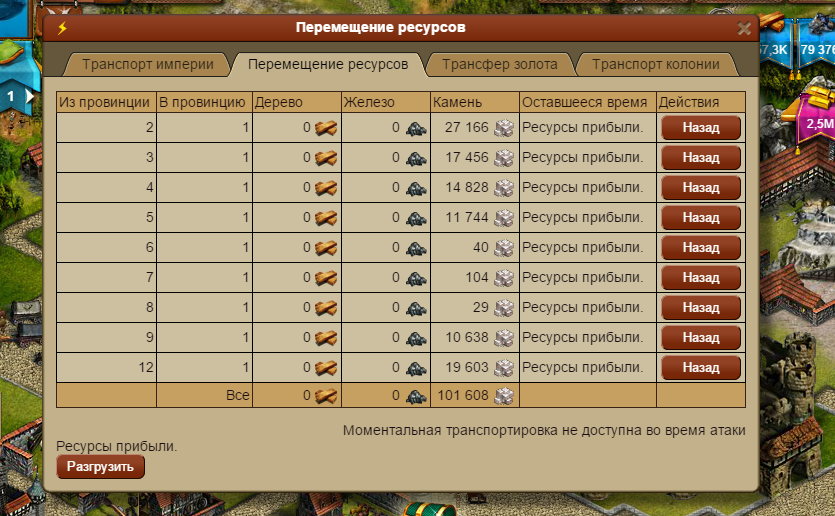 Перемещение ресурсов
Транспорт империи Перемещение ресурсов Трансфер золота Транспорт колонии
Из провинции В провинцию Дерево Железо Камень Оставшееся время Действия
2 1 0 0 27 166 Ресурсы прибыли. Назад
3 1 0 0 17 456 Ресурсы прибыли. Назад
4 1 0 0 14 828 Ресурсы прибыли. Назад
5 1 0 0 11 744 Ресурсы прибыли. Назад
6 1 0 0 40 Ресурсы прибыли. Назад
7 1 0 0 104 Ресурсы прибыли. Назад
8 1 0 0 29 Ресурсы прибыли. Назад
9 1 0 0 10 638 Ресурсы прибыли. Назад
12 1 0 0 19 603 Ресурсы прибыли. Назад
Все 0 0 101 608
Моментальная транспортировка не доступна во время атаки
Ресурсы прибыли.
Разгрузить
1
79 376
2,5M